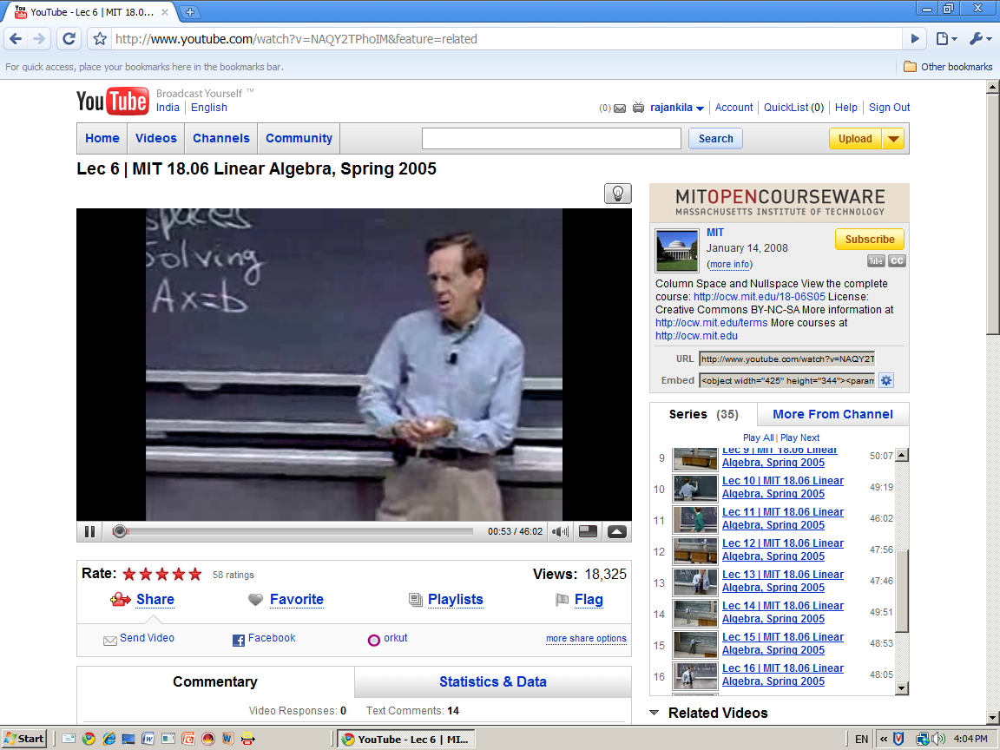 YouTube - Lec 6 | MIT 18.0...
http://www.youtube.com/watch?v=NAQY2TPhoIM&feature=related
For quick access, place your bookmarks here in the bookmarks bar.
Other bookmarks
YouTube
Broadcast Yourself ™
India | English
(0) rajankila | Account | QuickList (0) | Help | Sign Out
Home Videos Channels Community
Search
Upload
Lec 6 | MIT 18.06 Linear Algebra, Spring 2005
spaces
Solving
Ax=b
00:53 / 46:02
Rate: 58 ratings
Views: 18,325
Share Favorite Playlists Flag
Send Video Facebook orkut more share options
Commentary Statistics & Data
Video Responses: 0 Text Comments: 14
MITOPENCOURSEWARE
MASSACHUSETTS INSTITUTE OF TECHNOLOGY
MIT
January 14, 2008
(more info)
Subscribe
Tube CC
Column Space and Nullspace View the complete
course: http://ocw.mit.edu/18-06S05 License:
Creative Commons BY-NC-SA More information at
http://ocw.mit.edu/terms More courses at
http://ocw.mit.edu
URL http://www.youtube.com/watch?v=NAQY2T
Embed <object width="425" height="344"><param
Series (35) More From Channel
Play All | Play Next
9 Lec 9 | MIT 18.06 Linear 50:07
Algebra, Spring 2005
10 Lec 10 | MIT 18.06 Linear 49:19
Algebra, Spring 2005
11 Lec 11 | MIT 18.06 Linear 46:02
Algebra, Spring 2005
12 Lec 12 | MIT 18.06 Linear 47:56
Algebra, Spring 2005
13 Lec 13 | MIT 18.06 Linear 47:46
Algebra, Spring 2005
14 Lec 14 | MIT 18.06 Linear 49:51
Algebra, Spring 2005
15 Lec 15 | MIT 18.06 Linear 48:53
Algebra, Spring 2005
16 Lec 16 | MIT 18.06 Linear 48:05
Algebra, Spring 2005
Related Videos
Start
YouTube - Lec 6 | MI...
EN « 4:04 PM